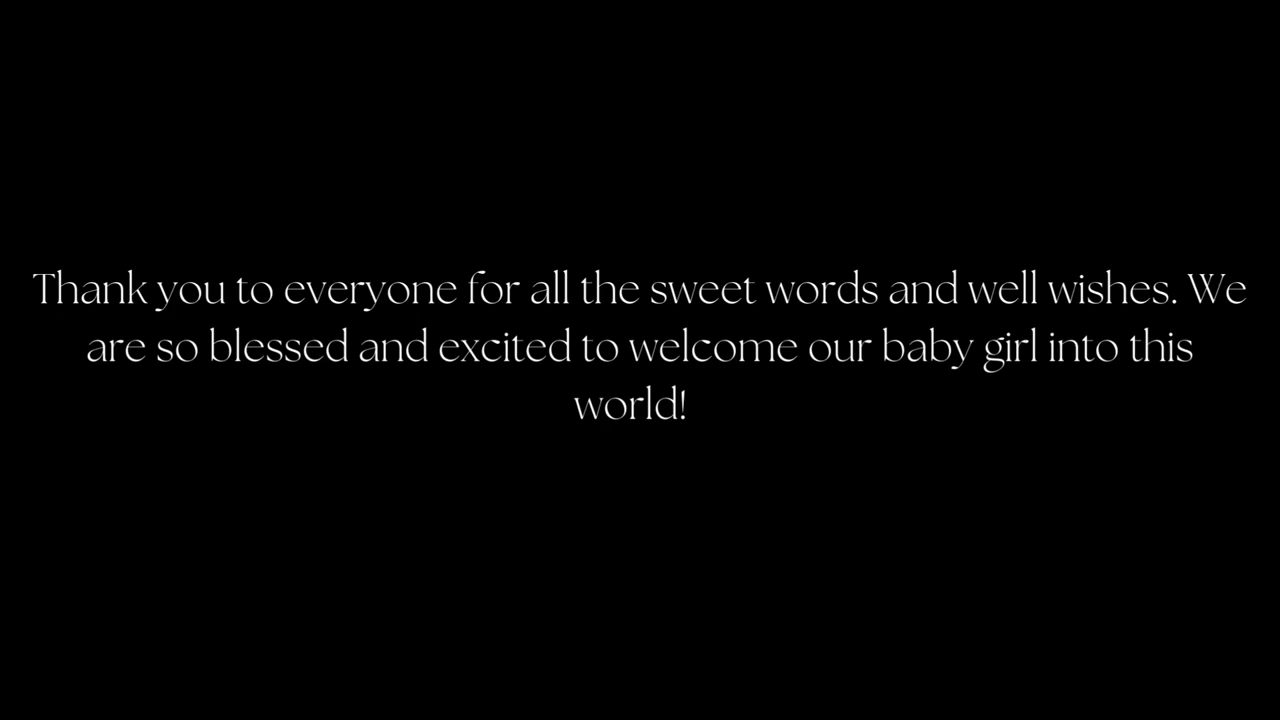 Thank you to everyone for all the sweet words and well wishes. We
are so blessed and excited to welcome our baby girl into this
world!